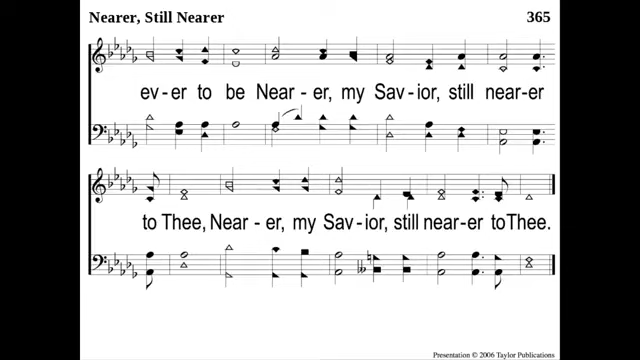 Nearer, Still Nearer 365
ev-er to be Near-er, my Sav-ior, still near-er
to Thee, Near-er, my Sav-ior, still near-er to Thee.
Presentation © 2006 Taylor Publications